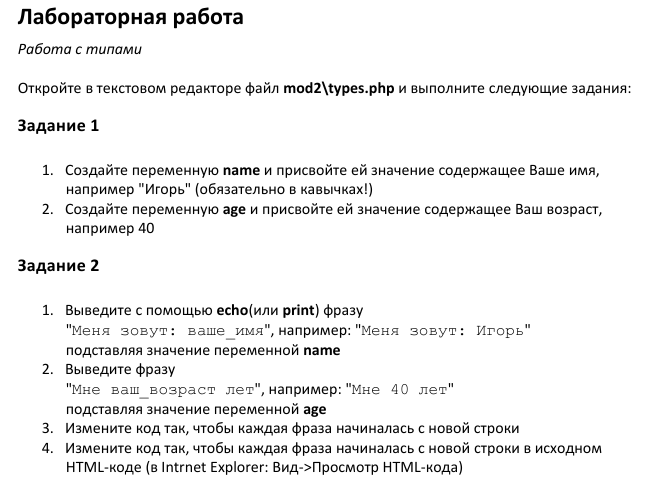 Лабораторная работа
Работа с типами
Откройте в текстовом редакторе файл mod2\types.php и выполните следующие задания:
Задание 1
1. Создайте переменную name и присвойте ей значение содержащее Ваше имя,
например "Игорь" (обязательно в кавычках!)
2. Создайте переменную age и присвойте ей значение содержащее Ваш возраст,
например 40
Задание 2
1. Выведите с помощью echo(или print) фразу
"Меня зовут: ваше_имя", например: "Меня зовут: Игорь"
подставляя значение переменной name
2. Выведите фразу
"Мне ваш_возраст лет", например: "Мне 40 лет"
подставляя значение переменной age
3. Измените код так, чтобы каждая фраза начиналась с новой строки
4. Измените код так, чтобы каждая фраза начиналась с новой строки в исходном
HTML-коде (в Intrnet Explorer: Вид->Просмотр HTML-кода)